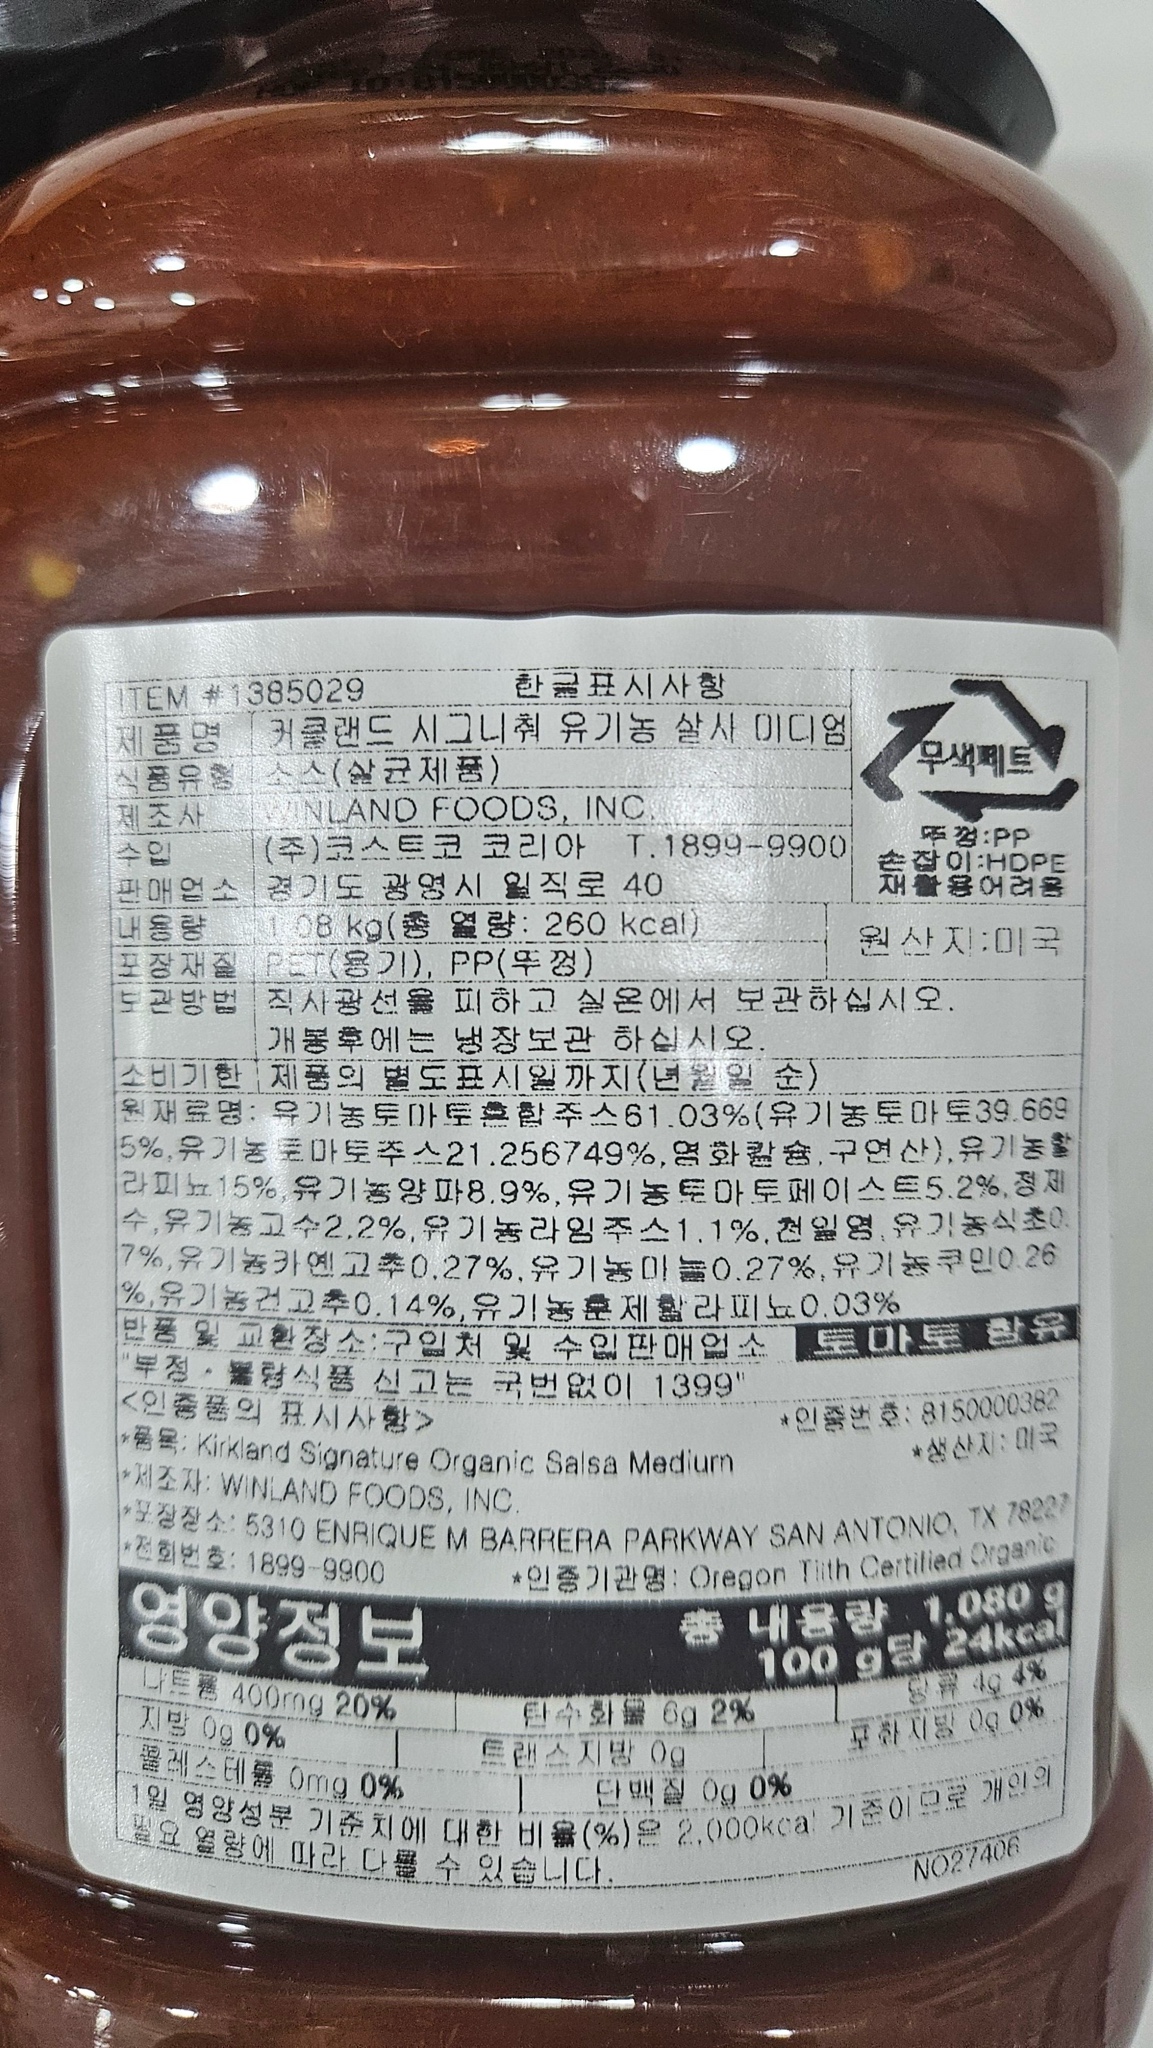 ITEM #1385029 한글표시사항
제품명 커클랜드 시그니춰 유기농 살사 미디엄
식품유형 소스(살균제품)
제조사 WINLAND FOODS, INC.
수입 (주)코스트코 코리아 T.1899-9900
판매업소 경기도 광명시 일직로 40
무색페트
뚜껑:PP
손잡이:HDPE
재활용어려움
내용량 1.08 kg(총 열량: 260 kcal)
포장재질 PET(용기), PP(뚜껑)
원산지:미국
보관방법 직사광선을 피하고 실온에서 보관하십시오.
개봉후에는 냉장보관 하십시오.
소비기한 제품의 별도표시일까지(년월일 순)
원재료명: 유기농토마토혼합주스61.03%(유기농토마토39.669
5%,유기농토마토주스21.256749%,염화칼슘,구연산),유기농할
라피뇨15%,유기농양파8.9%,유기농토마토페이스트5.2%,정제
수,유기농고수2.2%,유기농라임주스1.1%,천일염,유기농식초0.
7%,유기농카옌고추0.27%,유기농마늘0.27%,유기농쿠민0.26
%,유기농건고추0.14%,유기농훈제할라피뇨0.03%
반품 및 교환장소:구입처 및 수입판매업소 토마토 함유
"부정·불량식품 신고는 국번없이 1399"
<인증품의 표시사항> *인증번호: 8150000382
*품목: Kirkland Signature Organic Salsa Medium *생산지: 미국
*제조자: WINLAND FOODS, INC.
*포장장소: 5310 ENRIQUE M BARRERA PARKWAY SAN ANTONIO, TX 78227
*전화번호: 1899-9900 *인증기관명: Oregon Tilth Certified Organic
영양정보 총 내용량 1,080 g
100 g당 24kcal
나트륨 400mg 20% 탄수화물 6g 2% 당류 4g 4%
지방 0g 0% 트랜스지방 0g 포화지방 0g 0%
콜레스테롤 0mg 0% 단백질 0g 0%
1일 영양성분 기준치에 대한 비율(%)은 2,000kcal 기준이므로 개인의
필요 열량에 따라 다를 수 있습니다.
NO27406